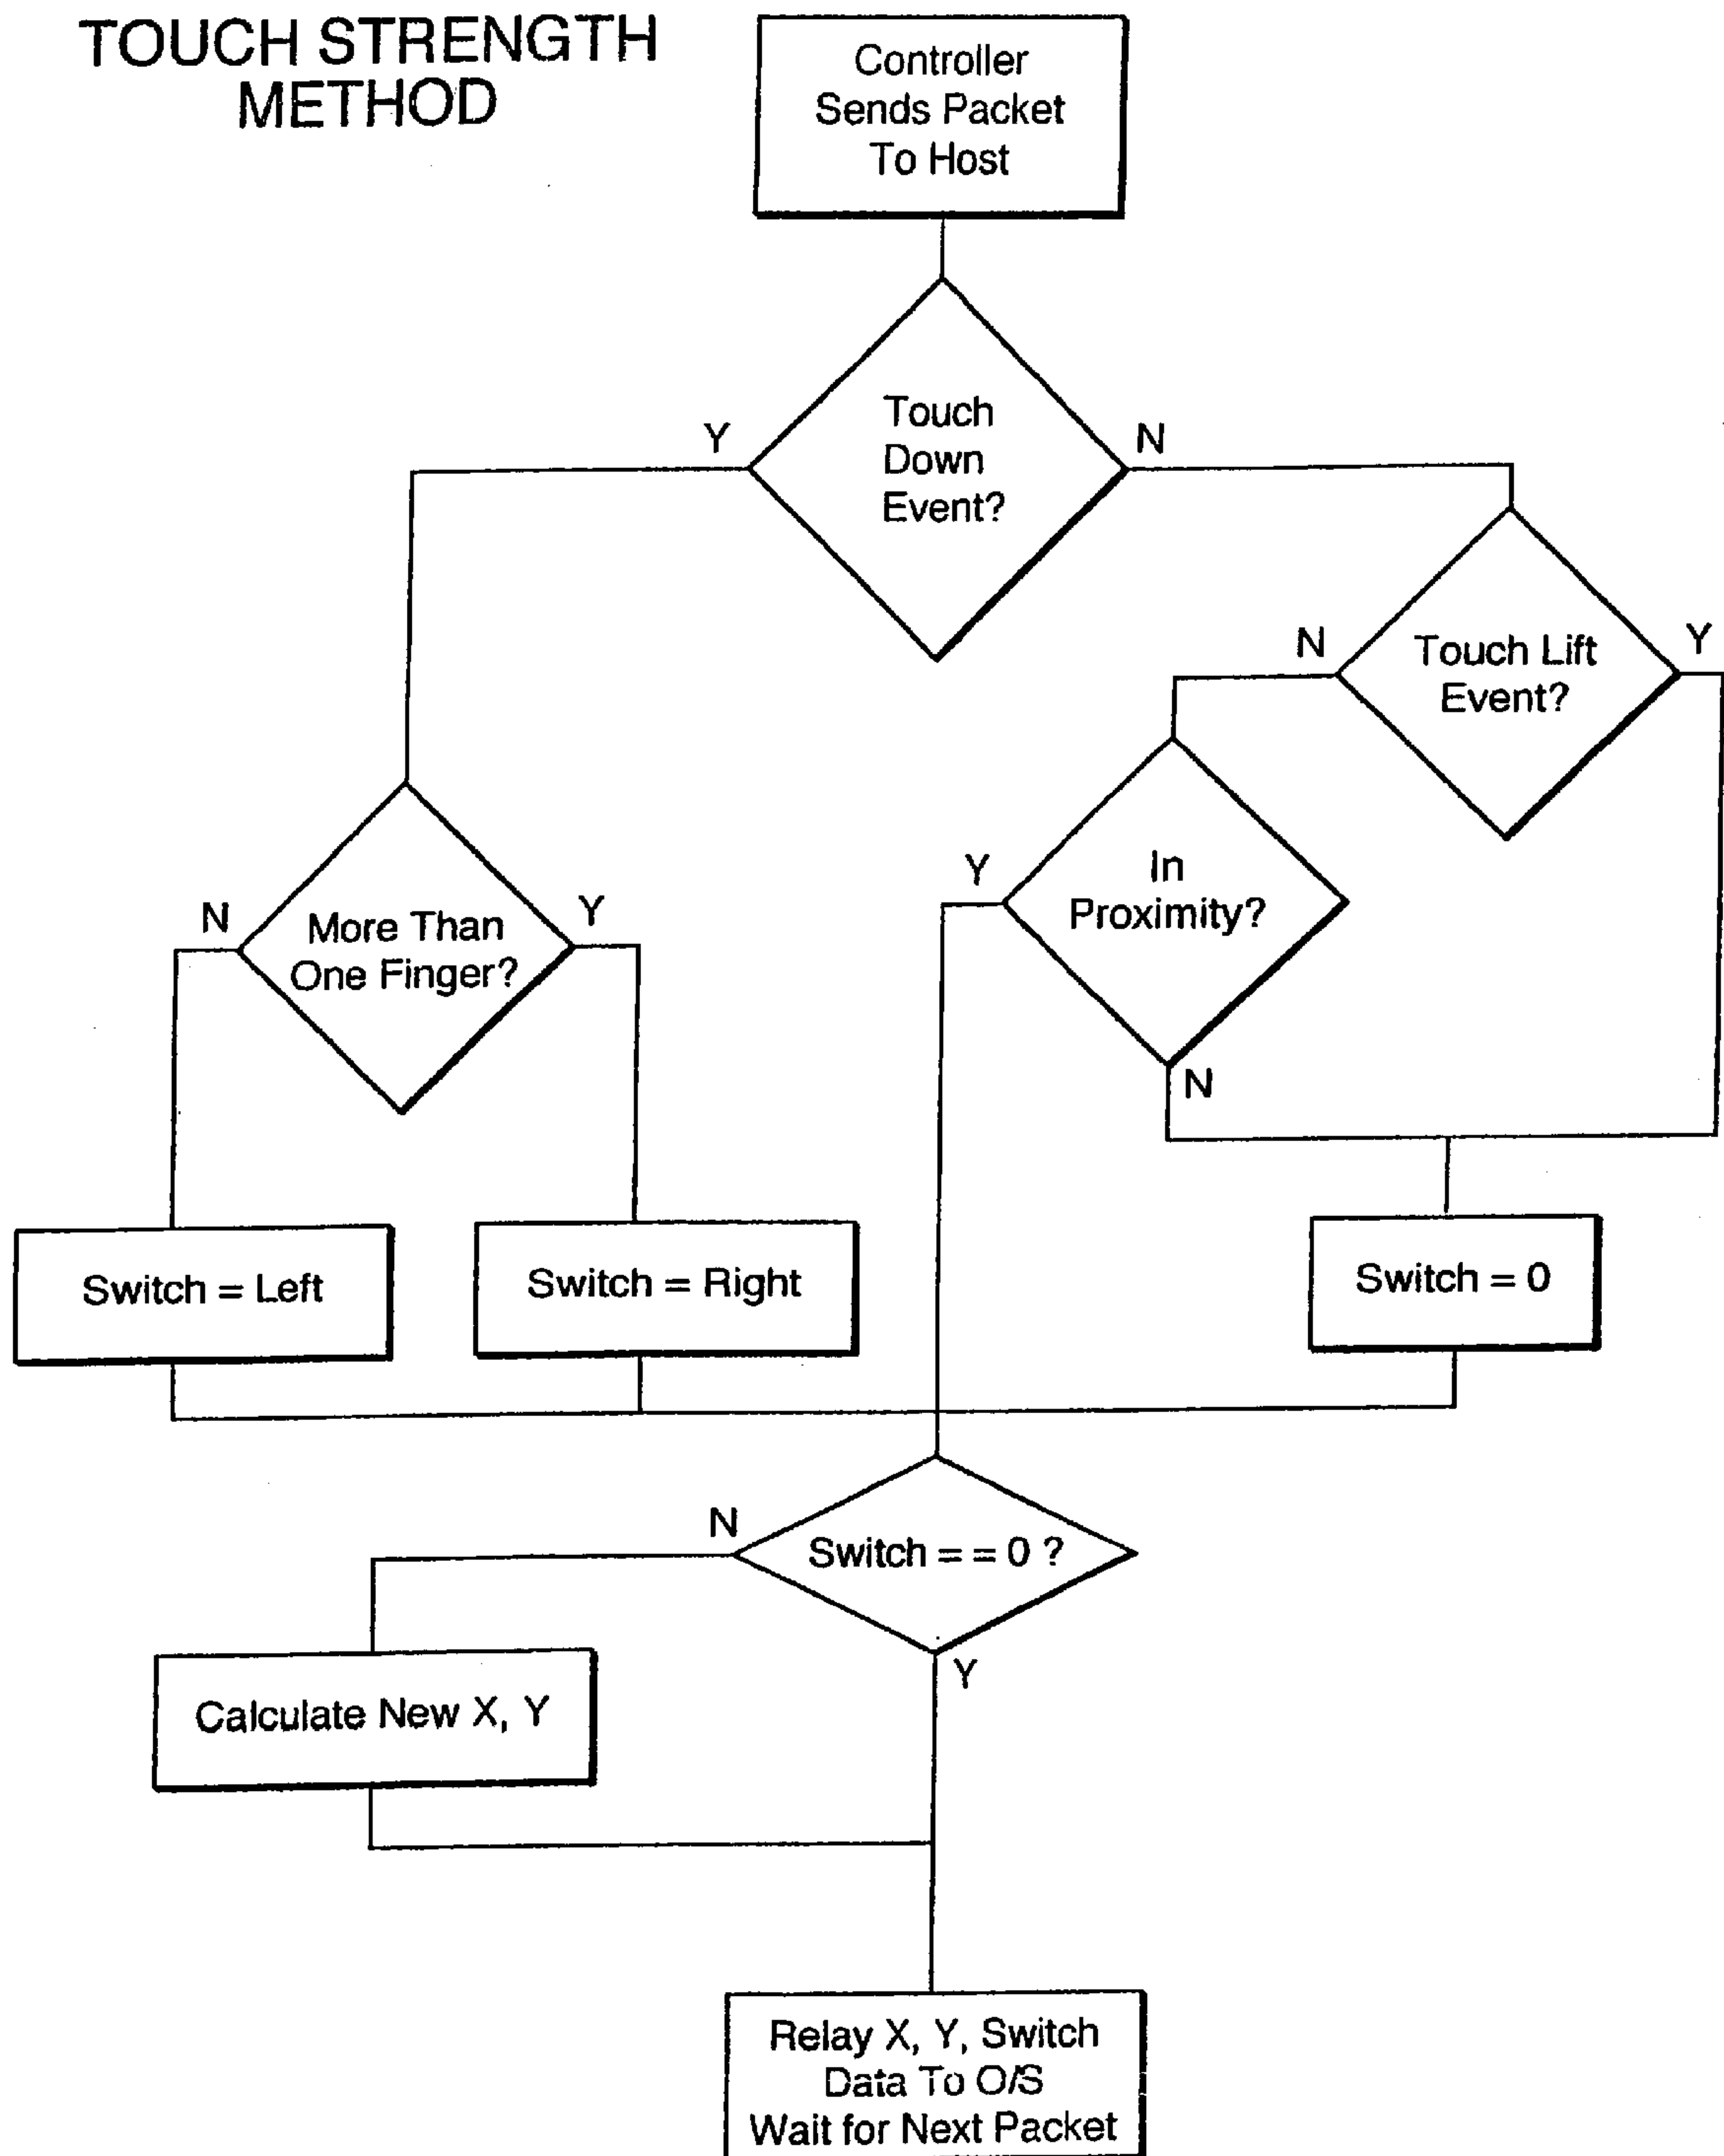 TOUCH STRENGTH
METHOD
Controller
Sends Packet
To Host
Touch
Down
Event?
Y
N
Touch Lift
Event?
N
Y
In
Proximity?
Y
N
More Than
One Finger?
N
Y
Switch = Left
Switch = Right
Switch = 0
Switch = = 0 ?
N
Y
Calculate New X, Y
Relay X, Y, Switch
Data To O/S
Wait for Next Packet